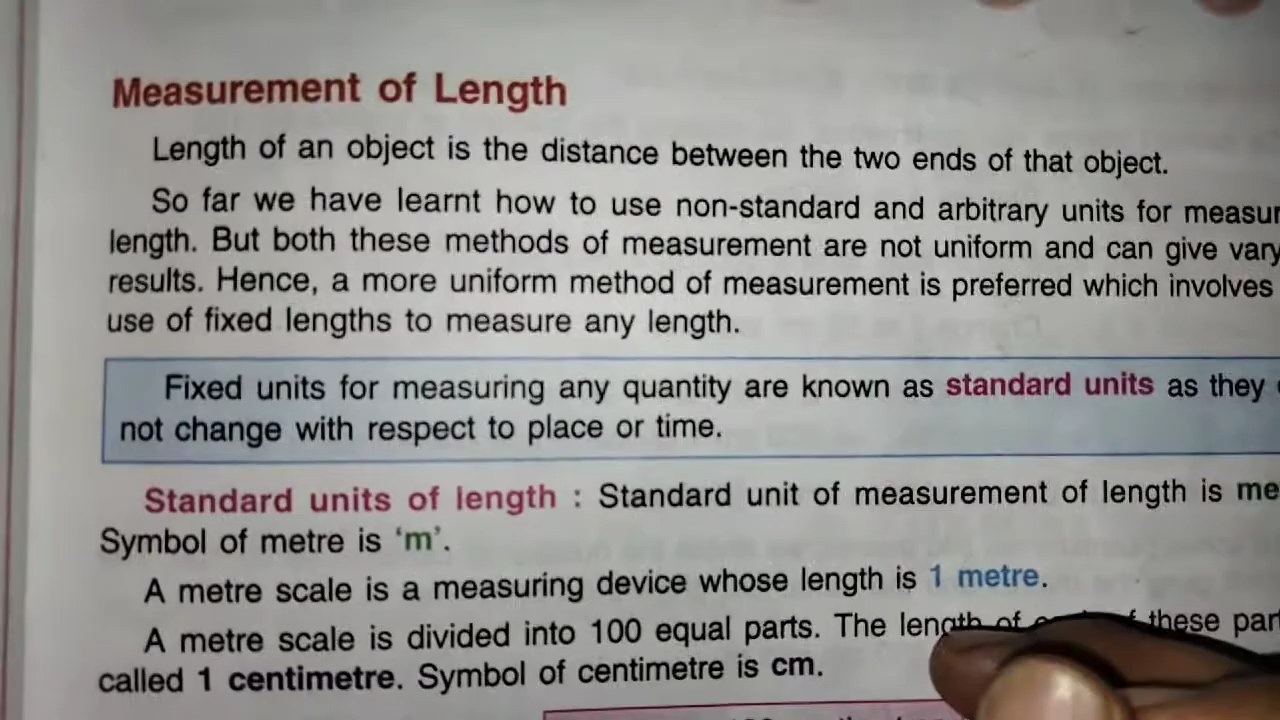 Measurement of Length
Length of an object is the distance between the two ends of that object.
So far we have learnt how to use non-standard and arbitrary units for measur
length. But both these methods of measurement are not uniform and can give vary
results. Hence, a more uniform method of measurement is preferred which involves
use of fixed lengths to measure any length.
Fixed units for measuring any quantity are known as standard units as they
not change with respect to place or time.
Standard units of length : Standard unit of measurement of length is me
Symbol of metre is ‘m’.
A metre scale is a measuring device whose length is 1 metre.
A metre scale is divided into 100 equal parts. The length of these par
called 1 centimetre. Symbol of centimetre is cm.